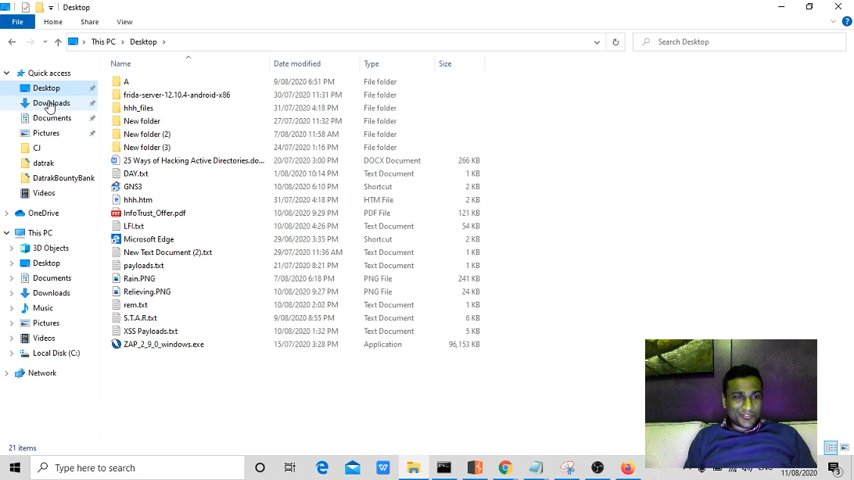 Desktop
File Home Share View
This PC Desktop Search Desktop
Name Date modified Type Size
Quick access
Desktop
Downloads
Documents
Pictures
CJ
datrak
DatrakBountyBank
Videos
OneDrive
This PC
3D Objects
Desktop
Documents
Downloads
Music
Pictures
Videos
Local Disk (C:)
Network
A 9/08/2020 6:51 PM File folder
frida-server-12.10.4-android-x86 30/07/2020 11:31 PM File folder
hhh_files 31/07/2020 4:18 PM File folder
New folder 27/07/2020 11:32 PM File folder
New folder (2) 7/08/2020 11:58 AM File folder
New folder (3) 24/07/2020 1:16 PM File folder
25 Ways of Hacking Active Directories.do... 20/07/2020 3:00 PM DOCX Document 266 KB
DAY.txt 1/08/2020 10:14 PM Text Document 1 KB
GNS3 10/08/2020 6:10 PM Shortcut 2 KB
hhh.htm 31/07/2020 4:18 PM HTM File 2 KB
InfoTrust_Offer.pdf 10/08/2020 9:29 PM PDF File 121 KB
LFI.txt 10/08/2020 4:26 PM Text Document 54 KB
Microsoft Edge 29/06/2020 3:35 PM Shortcut 2 KB
New Text Document (2).txt 29/07/2020 11:36 AM Text Document 1 KB
payloads.txt 21/07/2020 8:21 PM Text Document 1 KB
Rain.PNG 7/08/2020 6:18 PM PNG File 241 KB
Relieving.PNG 10/08/2020 9:27 PM PNG File 24 KB
rem.txt 10/08/2020 2:02 PM Text Document 1 KB
S.T.A.R.txt 9/08/2020 8:55 PM Text Document 6 KB
XSS Payloads.txt 10/08/2020 1:32 PM Text Document 5 KB
ZAP_2_9_0_windows.exe 15/07/2020 3:28 PM Application 96,153 KB
21 items
Type here to search
11/08/2020
3